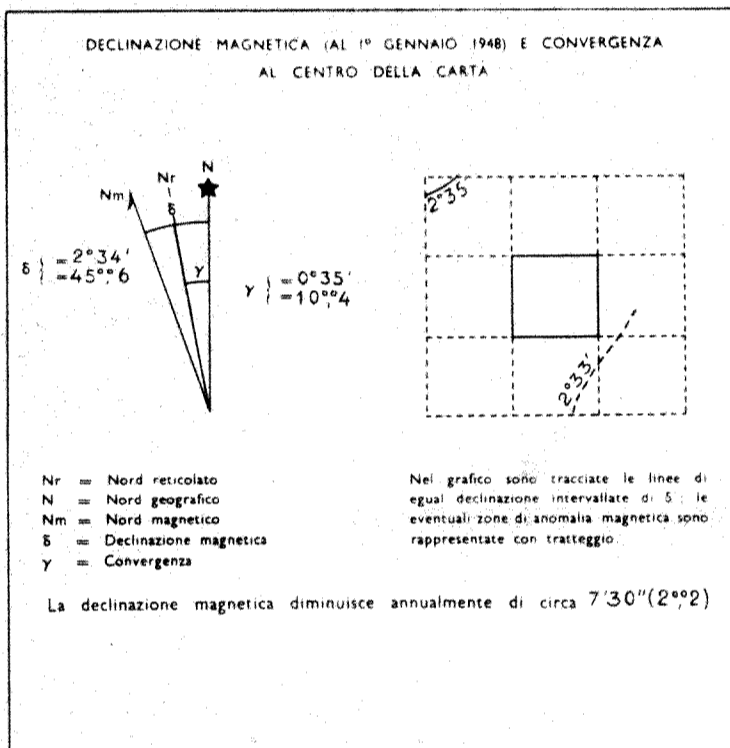 DECLINAZIONE MAGNETICA (AL 1º GENNAIO 1948) E CONVERGENZA
AL CENTRO DELLA CARTA
N
Nr
Nm
δ
γ
δ } =2°34'
=45°°,6
γ } =0°35'
=10°°,4
2°35
2°33'
Nr = Nord reticolato
N = Nord geografico
Nm = Nord magnetico
δ = Declinazione magnetica
γ = Convergenza
Nel grafico sono tracciate le linee di
egual declinazione intervallate di 5'; le
eventuali zone di anomalia magnetica sono
rappresentate con tratteggio.
La declinazione magnetica diminuisce annualmente di circa 7'30"(2°°,2)